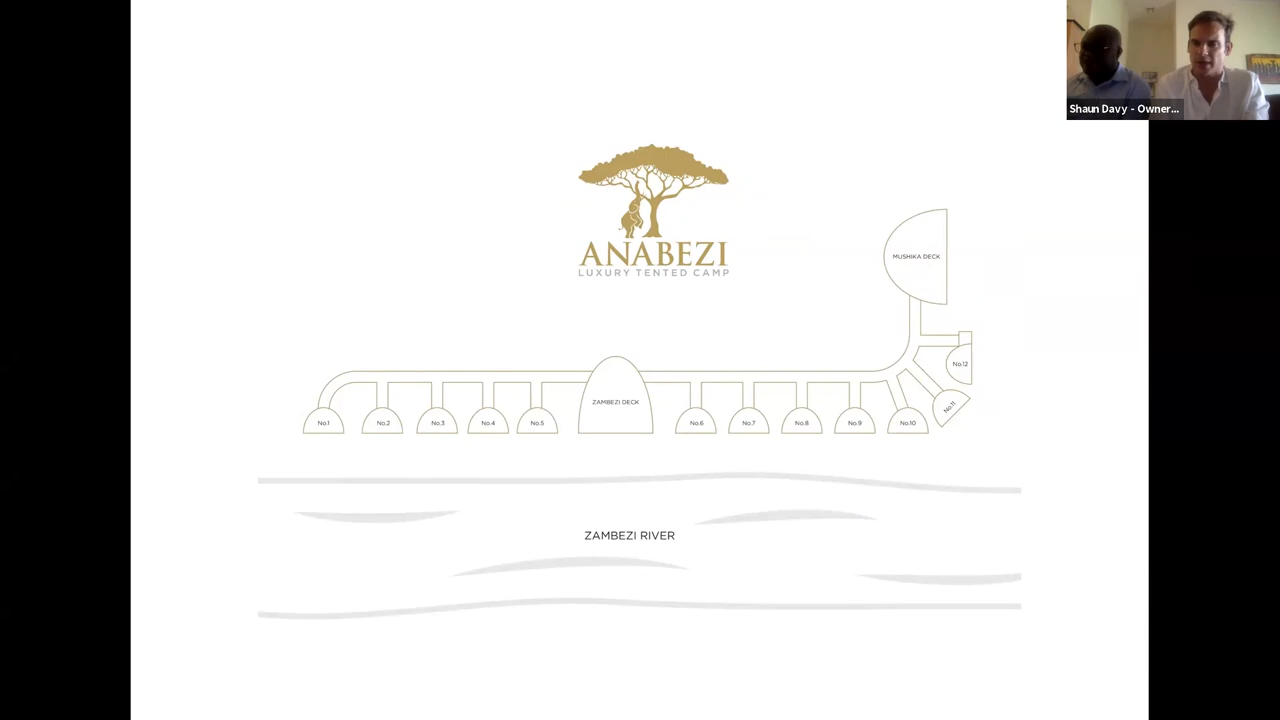 Shaun Davy - Owner...
ANABEZI
LUXURY TENTED CAMP
MUSHIKA DECK
No.12
No.11
ZAMBEZI DECK
No.1
No.2
No.3
No.4
No.5
No.6
No.7
No.8
No.9
No.10
ZAMBEZI RIVER